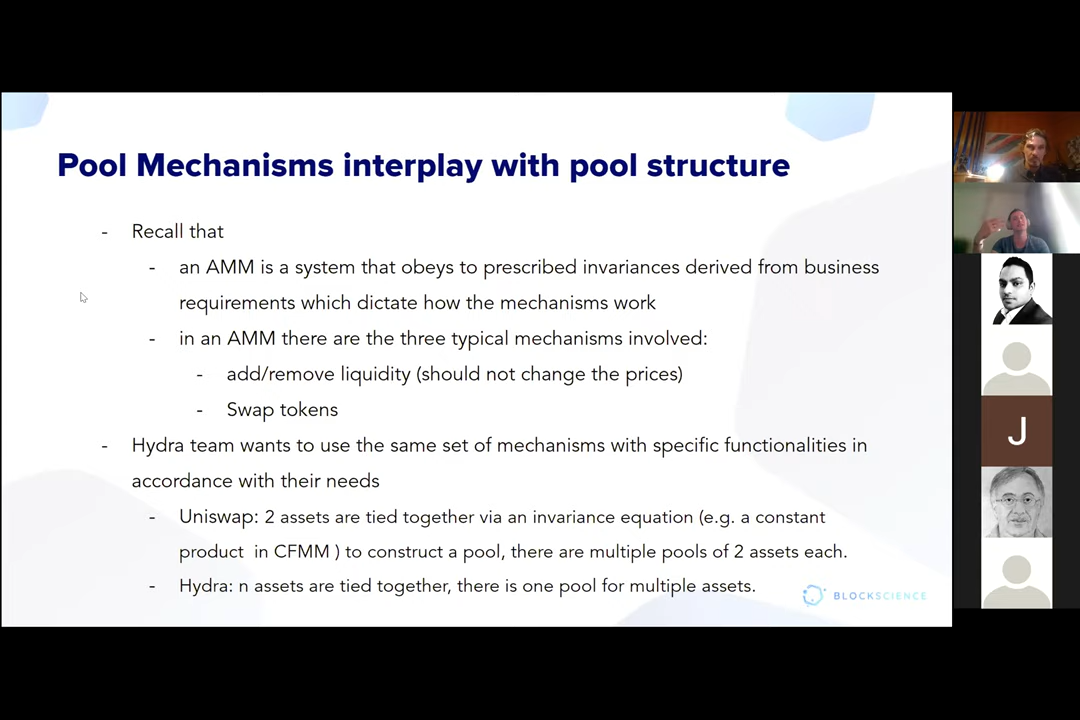 Pool Mechanisms interplay with pool structure
- Recall that
- an AMM is a system that obeys to prescribed invariances derived from business
requirements which dictate how the mechanisms work
- in an AMM there are the three typical mechanisms involved:
- add/remove liquidity (should not change the prices)
- Swap tokens
- Hydra team wants to use the same set of mechanisms with specific functionalities in
accordance with their needs
- Uniswap: 2 assets are tied together via an invariance equation (e.g. a constant
product in CFMM ) to construct a pool, there are multiple pools of 2 assets each.
- Hydra: n assets are tied together, there is one pool for multiple assets.
BLOCKSCIENCE
J